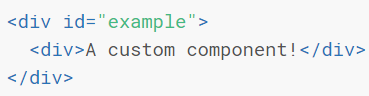 <div id="example">
  <div>A custom component!</div>
</div>